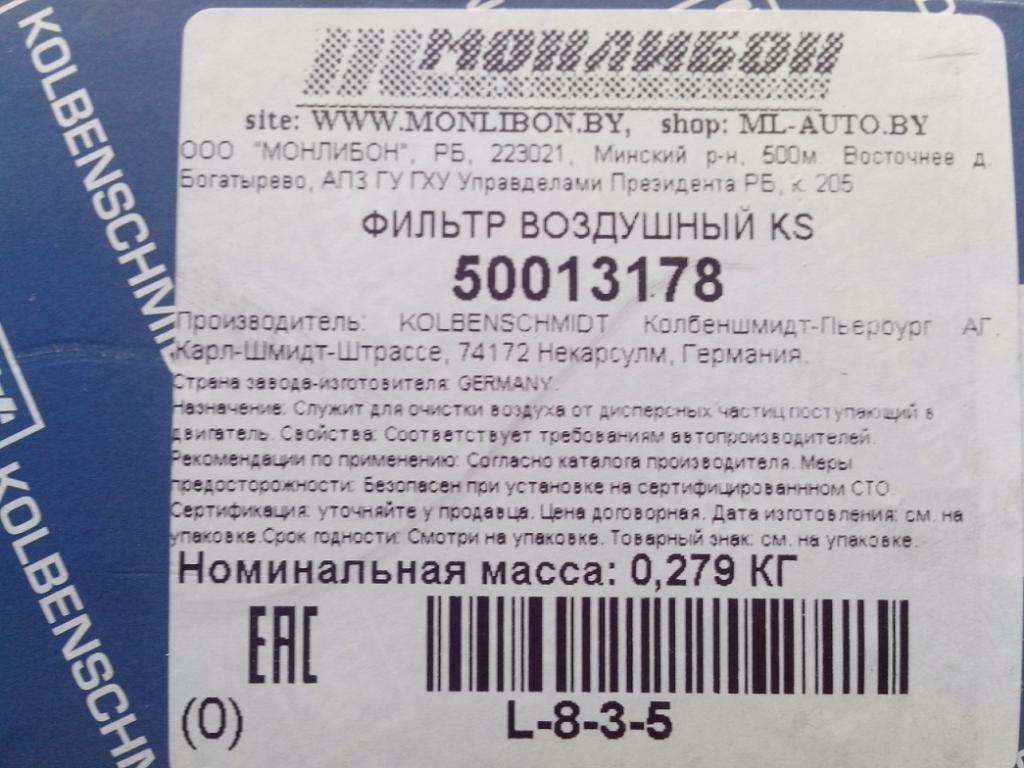 KOLBENSCHMI
МОНЛИБОН
site: WWW.MONLIBON.BY, shop: ML-AUTO.BY
ООО "МОНЛИБОН", РБ, 223021, Минский р-н, 500м. Восточнее д.
Богатырево, АПЗ ГУ ГХУ Управделами Президента РБ, к. 205
ФИЛЬТР ВОЗДУШНЫЙ KS
50013178
Производитель: KOLBENSCHMIDT Колбеншмидт-Пьербург АГ.
Карл-Шмидт-Штрассе, 74172 Некарсулм, Германия.
Страна завода-изготовителя: GERMANY.
Назначение: Служит для очистки воздуха от дисперсных частиц поступающий в
двигатель. Свойства: Соответствует требованиям автопроизводителей.
Рекомендации по применению: Согласно каталога производителя. Меры
предосторожности: Безопасен при установке на сертифицированнном СТО.
Сертификация: уточняйте у продавца. Цена договорная. Дата изготовления: см. на
упаковке.Срок годности: Смотри на упаковке. Товарный знак: см. на упаковке.
Номинальная масса: 0,279 КГ
EAC
(0)
L-8-3-5
KOLBENSCHM